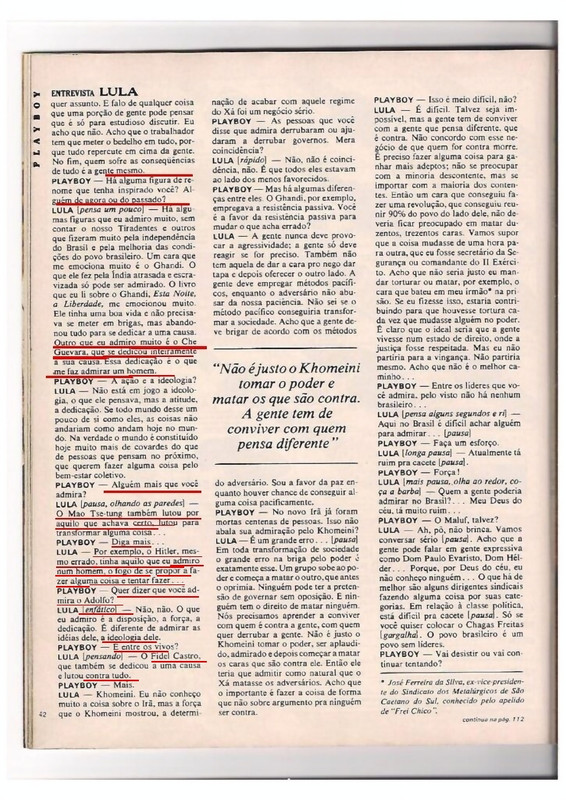 PLAYBOY
ENTREVISTA LULA
quer assunto. E falo de qualquer coisa
que uma porção de gente pode pensar
que é só para estudioso discutir. Eu
acho que não. Acho que o trabalhador
tem que meter o bedelho em tudo, por-
que tudo repercute em cima da gente.
No fim, quem sofre as conseqüências
de tudo é a gente mesmo.
PLAYBOY — Há alguma figura de re-
nome que tenha inspirado você? Al-
guém de agora ou do passado?
LULA [pensa um pouco] — Há algu-
mas figuras que eu admiro muito, sem
contar o nosso Tiradentes e outros
que fizeram muito pela independência
do Brasil e pela melhoria das condi-
ções do povo brasileiro. Um cara que
me emociona muito é o Ghandi. O
que ele fez pela Índia atrasada e escra-
vizada só pode ser admirado. O livro
que eu li sobre o Ghandi, Esta Noite,
a Liberdade, me emocionou muito.
Ele tinha uma boa vida e não precisa-
va se meter em brigas, mas abando-
nou tudo para se dedicar a uma causa.
Outro que eu admiro muito é o Che
Guevara, que se dedicou inteiramente
a sua causa. Essa dedicação é o que
me faz admirar um homem.
PLAYBOY — A ação e a ideologia?
LULA — Não está em jogo a ideolo-
gia, o que ele pensava, mas a atitude,
a dedicação. Se todo mundo desse um
pouco de si como eles, as coisas não
andariam como andam hoje no mun-
do. Na verdade o mundo é constituído
hoje muito mais de covardes do que
de pessoas que pensam no próximo,
que querem fazer alguma coisa pelo
bem-estar coletivo.
PLAYBOY — Alguém mais que você
admira?
LULA [pausa, olhando as paredes] —
O Mao Tse-tung também lutou por
aquilo que achava certo, lutou para
transformar alguma coisa...
PLAYBOY — Diga mais...
LULA — Por exemplo, o Hitler, mes-
mo errado, tinha aquilo que eu admiro
num homem, o fogo de se propor a fa-
zer alguma coisa e tentar fazer...
PLAYBOY — Quer dizer que você ad-
mira o Adolfo?
LULA [enfático] — Não, não. O que
eu admiro é a disposição, a força, a
dedicação. É diferente de admirar as
idéias dele, a ideologia dele.
PLAYBOY — E entre os vivos?
LULA [pensando] — O Fidel Castro,
que também se dedicou a uma causa
e lutou contra tudo.
PLAYBOY — Mais.
LULA — Khomeini. Eu não conheço
muito a coisa sobre o Irã, mas a força
que o Khomeini mostrou, a determi-
42
nação de acabar com aquele regime
do Xá foi um negócio sério.
PLAYBOY — As pessoas que você
disse que admira derrubaram ou aju-
daram a derrubar governos. Mera
coincidência?
LULA [rápido] — Não, não é coinci-
dência, não. É que todos eles estavam
ao lado dos menos favorecidos.
PLAYBOY — Mas há algumas diferen-
ças entre eles. O Ghandi, por exemplo,
empregava a resistência passiva. Você
é a favor da resistência passiva para
mudar o que acha errado?
LULA — A gente nunca deve provo-
car a agressividade; a gente só deve
reagir se for preciso. Também não
tem aquela de dar a cara pro nego dar
tapa e depois oferecer o outro lado. A
gente deve empregar métodos pacífi-
cos, enquanto o adversário não abu-
sar da nossa paciência. Não sei se o
método pacífico conseguiria transfor-
mar a sociedade. Acho que a gente de-
ve brigar de acordo com os métodos
"Não é justo o Khomeini
tomar o poder e
matar os que são contra.
A gente tem de
conviver com quem
pensa diferente"
do adversário. Sou a favor da paz en-
quanto houver chance de conseguir al-
guma coisa pacificamente.
PLAYBOY — No novo Irã já foram
mortas centenas de pessoas. Isso não
abala sua admiração pelo Khomeini?
LULA — É um grande erro... [pausa]
Em toda transformação de sociedade
o grande erro na briga pelo poder é
exatamente esse. Um grupo sobe ao po-
der e começa a matar o outro, que antes
o oprimia. Ninguém pode ter a preten-
são de governar sem oposição. E nin-
guém tem o direito de matar ninguém.
Nós precisamos aprender a conviver
com quem é contra a gente, com quem
quer derrubar a gente. Não é justo o
Khomeini tomar o poder, ser aplaudi-
do, admirado e depois começar a matar
os caras que são contra ele. Então ele
teria que admitir como natural que o
Xá matasse os adversários. Acho que
o importante é fazer a coisa de forma
que não sobre argumento pra ninguém
ser contra.
PLAYBOY — Isso é meio difícil, não?
LULA — É difícil. Talvez seja im-
possível, mas a gente tem de conviver
com a gente que pensa diferente, que
é contra. Não concordo com esse ne-
gócio de que quem for contra morre.
É preciso fazer alguma coisa para ga-
nhar mais adeptos; não se preocupar
com a minoria descontente, mas se
importar com a maioria dos conten-
tes. Então um cara que conseguiu fa-
zer uma revolução, que conseguiu reu-
nir 90% do povo do lado dele, não de-
veria ficar preocupado em matar du-
zentos, trezentos caras. Vamos supor
que a coisa mudasse de uma hora pa-
ra outra, que eu fosse secretário da Se-
gurança ou comandante do II Exérci-
to. Acho que não seria justo eu man-
dar torturar ou matar, por exemplo, o
cara que bateu em meu irmão* na pri-
são. Se eu fizesse isso, estaria contri-
buindo para que houvesse tortura ca-
da vez que mudasse alguém no poder.
É claro que o ideal seria que a gente
vivesse num estado de direito, onde a
justiça fosse respeitada. Mas eu não
partiria para a vingança. Não partiria
mesmo. Acho que não é o melhor ca-
minho...
PLAYBOY — Entre os líderes que vo-
cê admira, pelo visto não há nenhum
brasileiro...
LULA [pensa alguns segundos e ri] —
Aqui no Brasil é difícil achar alguém
para admirar... [pausa]
PLAYBOY — Faça um esforço.
LULA [longa pausa] — Atualmente tá
ruim pra cacete [pausa].
PLAYBOY — Força!
LULA [mais pausa, olha ao redor, co-
ça a barba] — Quem a gente poderia
admirar no Brasil?... Meu Deus do
céu, tá muito ruim...
PLAYBOY — O Maluf, talvez?
LULA — Ah, pô, não brinca. Vamos
conversar sério [pausa]. Acho que a
gente pode falar em gente expressiva
como Dom Paulo Evaristo, Dom Hél-
der... Porque, por Deus do céu, eu
não conheço ninguém... O que há de
melhor são alguns dirigentes sindicais
fazendo alguma coisa por suas cate-
gorias. Em relação à classe política,
está difícil pra cacete [pausa]. Só se
você quiser colocar o Chagas Freitas
[gargalha]. O povo brasileiro é um
povo sem líderes.
PLAYBOY — Vai desistir ou vai con-
tinuar tentando?
* José Ferreira da Silva, ex-vice-presiden-
te do Sindicato dos Metalúrgicos de São
Caetano do Sul, conhecido pelo apelido
de "Frei Chico".
continua na pág. 112